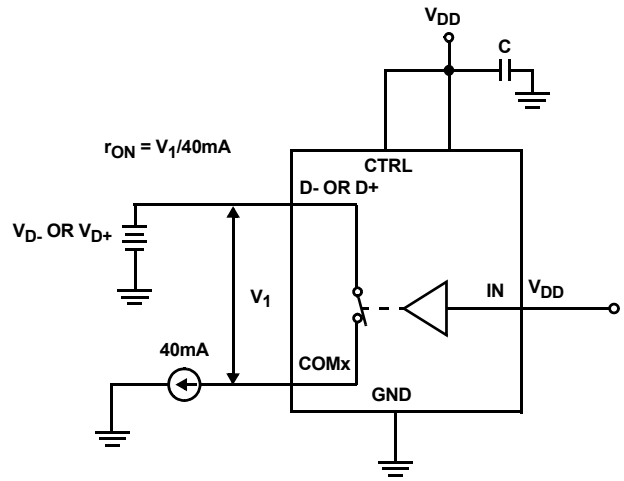 V_DD
C
r_ON = V_1/40mA
CTRL
D- OR D+
V_D- OR V_D+
V_1
IN
V_DD
40mA
COMx
GND